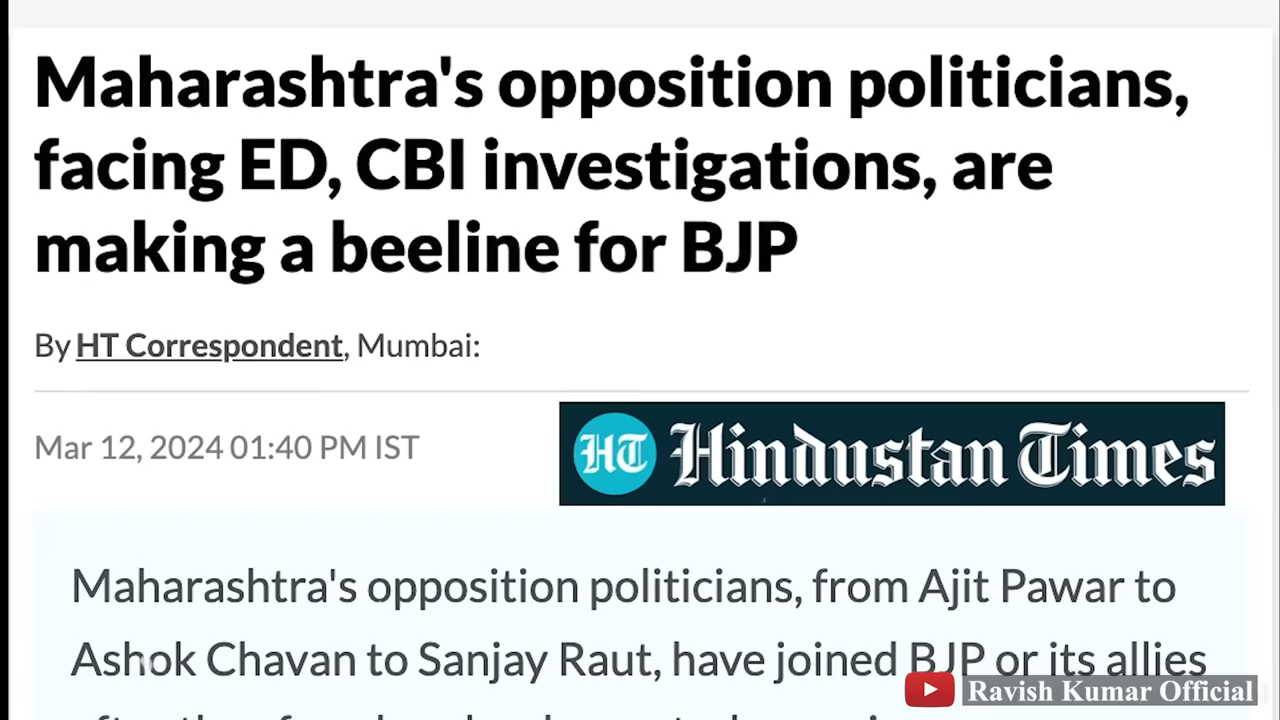 Maharashtra's opposition politicians,
facing ED, CBI investigations, are
making a beeline for BJP
By HT Correspondent, Mumbai:
Mar 12, 2024 01:40 PM IST
HT Hindustan Times
Maharashtra's opposition politicians, from Ajit Pawar to
Ashok Chavan to Sanjay Raut, have joined BJP or its allies
Ravish Kumar Official